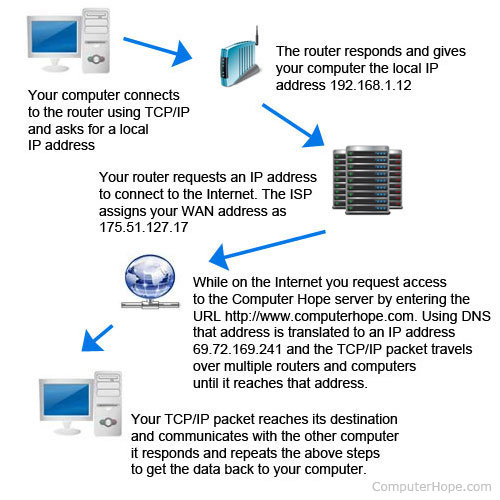 The router responds and gives
your computer the local IP
address 192.168.1.12
Your computer connects
to the router using TCP/IP
and asks for a local
IP address
Your router requests an IP address
to connect to the Internet. The ISP
assigns your WAN address as
175.51.127.17
While on the Internet you request access
to the Computer Hope server by entering the
URL http://www.computerhope.com. Using DNS
that address is translated to an IP address
69.72.169.241 and the TCP/IP packet travels
over multiple routers and computers
until it reaches that address.
Your TCP/IP packet reaches its destination
and communicates with the other computer
it responds and repeats the above steps
to get the data back to your computer.
ComputerHope.com